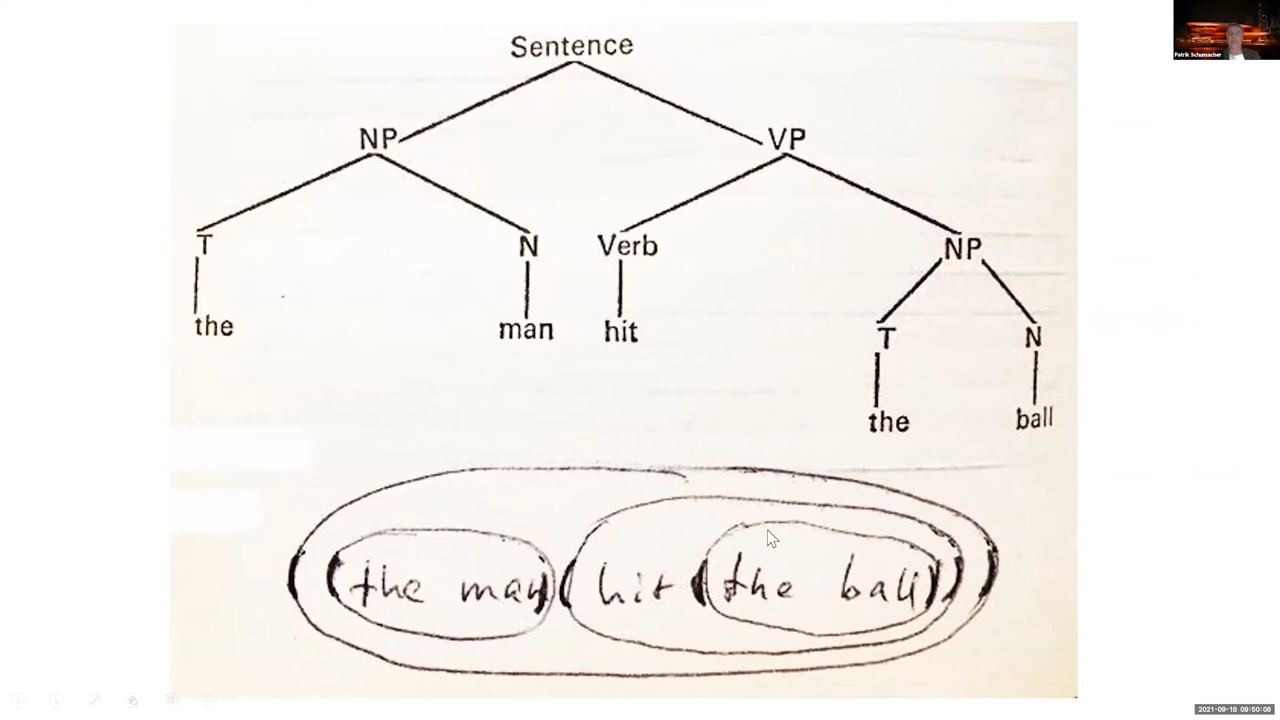 Patrik Schumacher
Sentence
NP VP
T N Verb NP
the man hit T N
the ball
the man hit the ball
2021-09-18 09:50:08